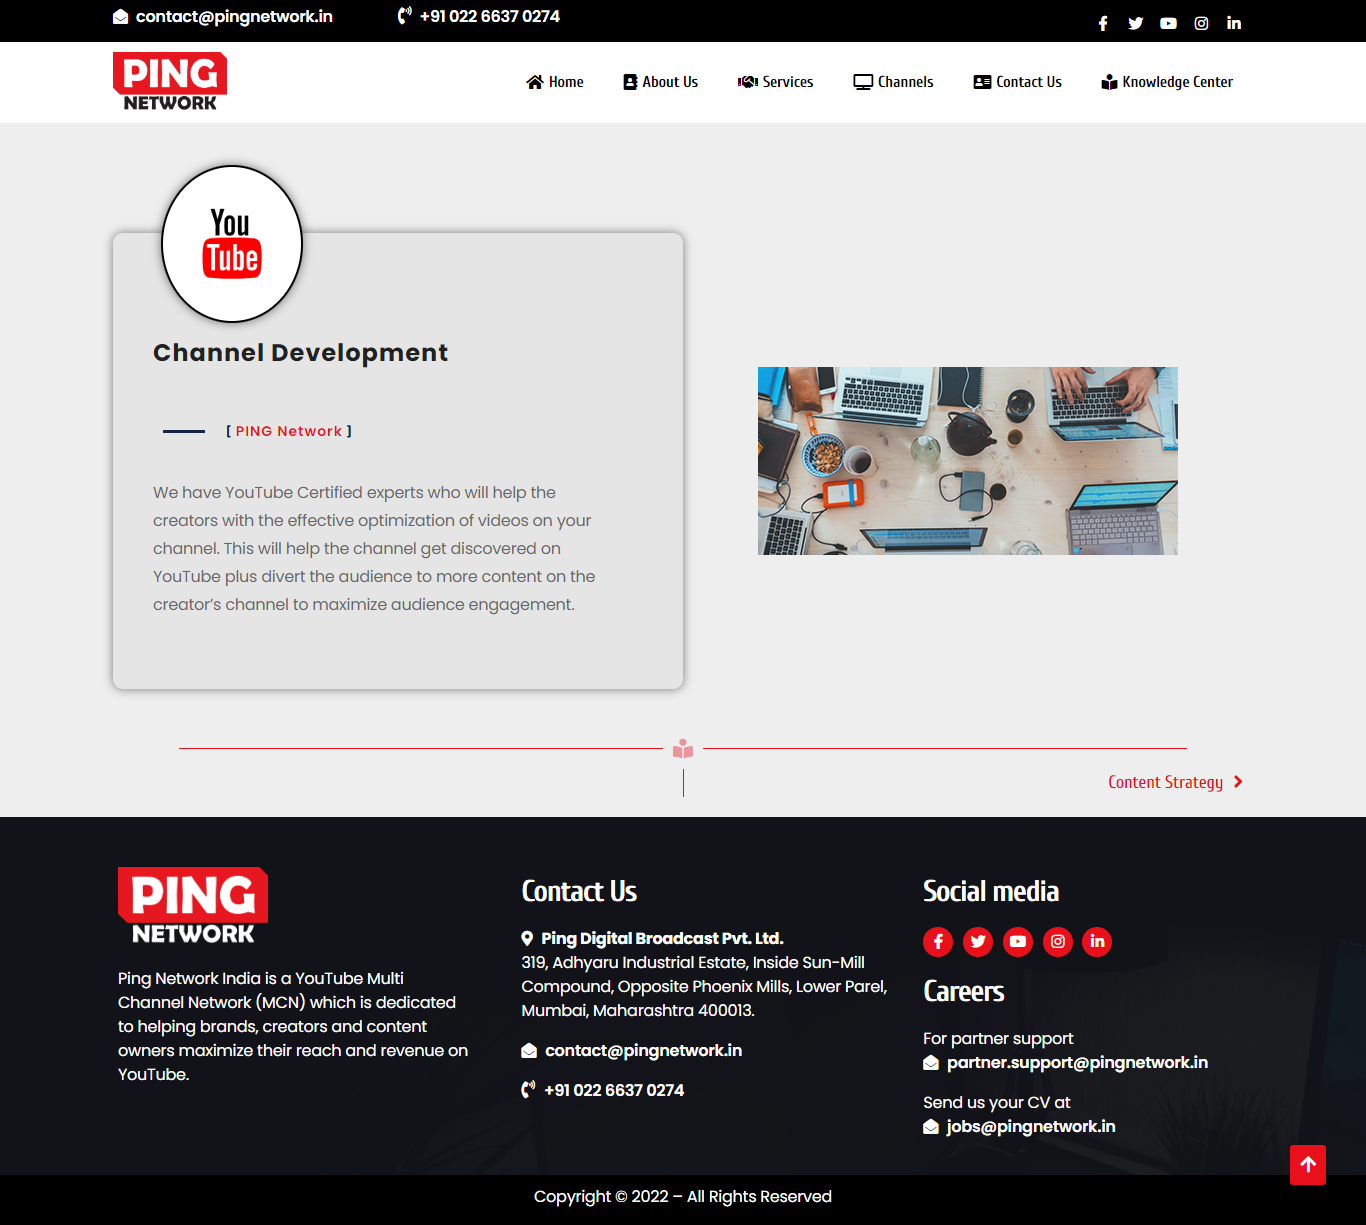 contact@pingnetwork.in
+91 022 6637 0274
PING
NETWORK
Home
About Us
Services
Channels
Contact Us
Knowledge Center
You
Tube
Channel Development
[ PING Network ]
We have YouTube Certified experts who will help the
creators with the effective optimization of videos on your
channel. This will help the channel get discovered on
YouTube plus divert the audience to more content on the
creator’s channel to maximize audience engagement.
Content Strategy
PING
NETWORK
Ping Network India is a YouTube Multi
Channel Network (MCN) which is dedicated
to helping brands, creators and content
owners maximize their reach and revenue on
YouTube.
Contact Us
Ping Digital Broadcast Pvt. Ltd.
319, Adhyaru Industrial Estate, Inside Sun-Mill
Compound, Opposite Phoenix Mills, Lower Parel,
Mumbai, Maharashtra 400013.
contact@pingnetwork.in
+91 022 6637 0274
Social media
Careers
For partner support
partner.support@pingnetwork.in
Send us your CV at
jobs@pingnetwork.in
Copyright © 2022 – All Rights Reserved